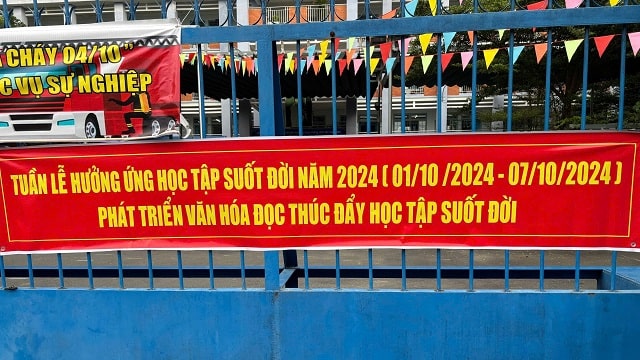 CHÁY 04/10"
VỤ SỰ NGHIỆP
TUẦN LỄ HƯỞNG ỨNG HỌC TẬP SUỐT ĐỜI NĂM 2024 ( 01/10 /2024 - 07/10/2024 )
PHÁT TRIỂN VĂN HÓA ĐỌC THÚC ĐẨY HỌC TẬP SUỐT ĐỜI